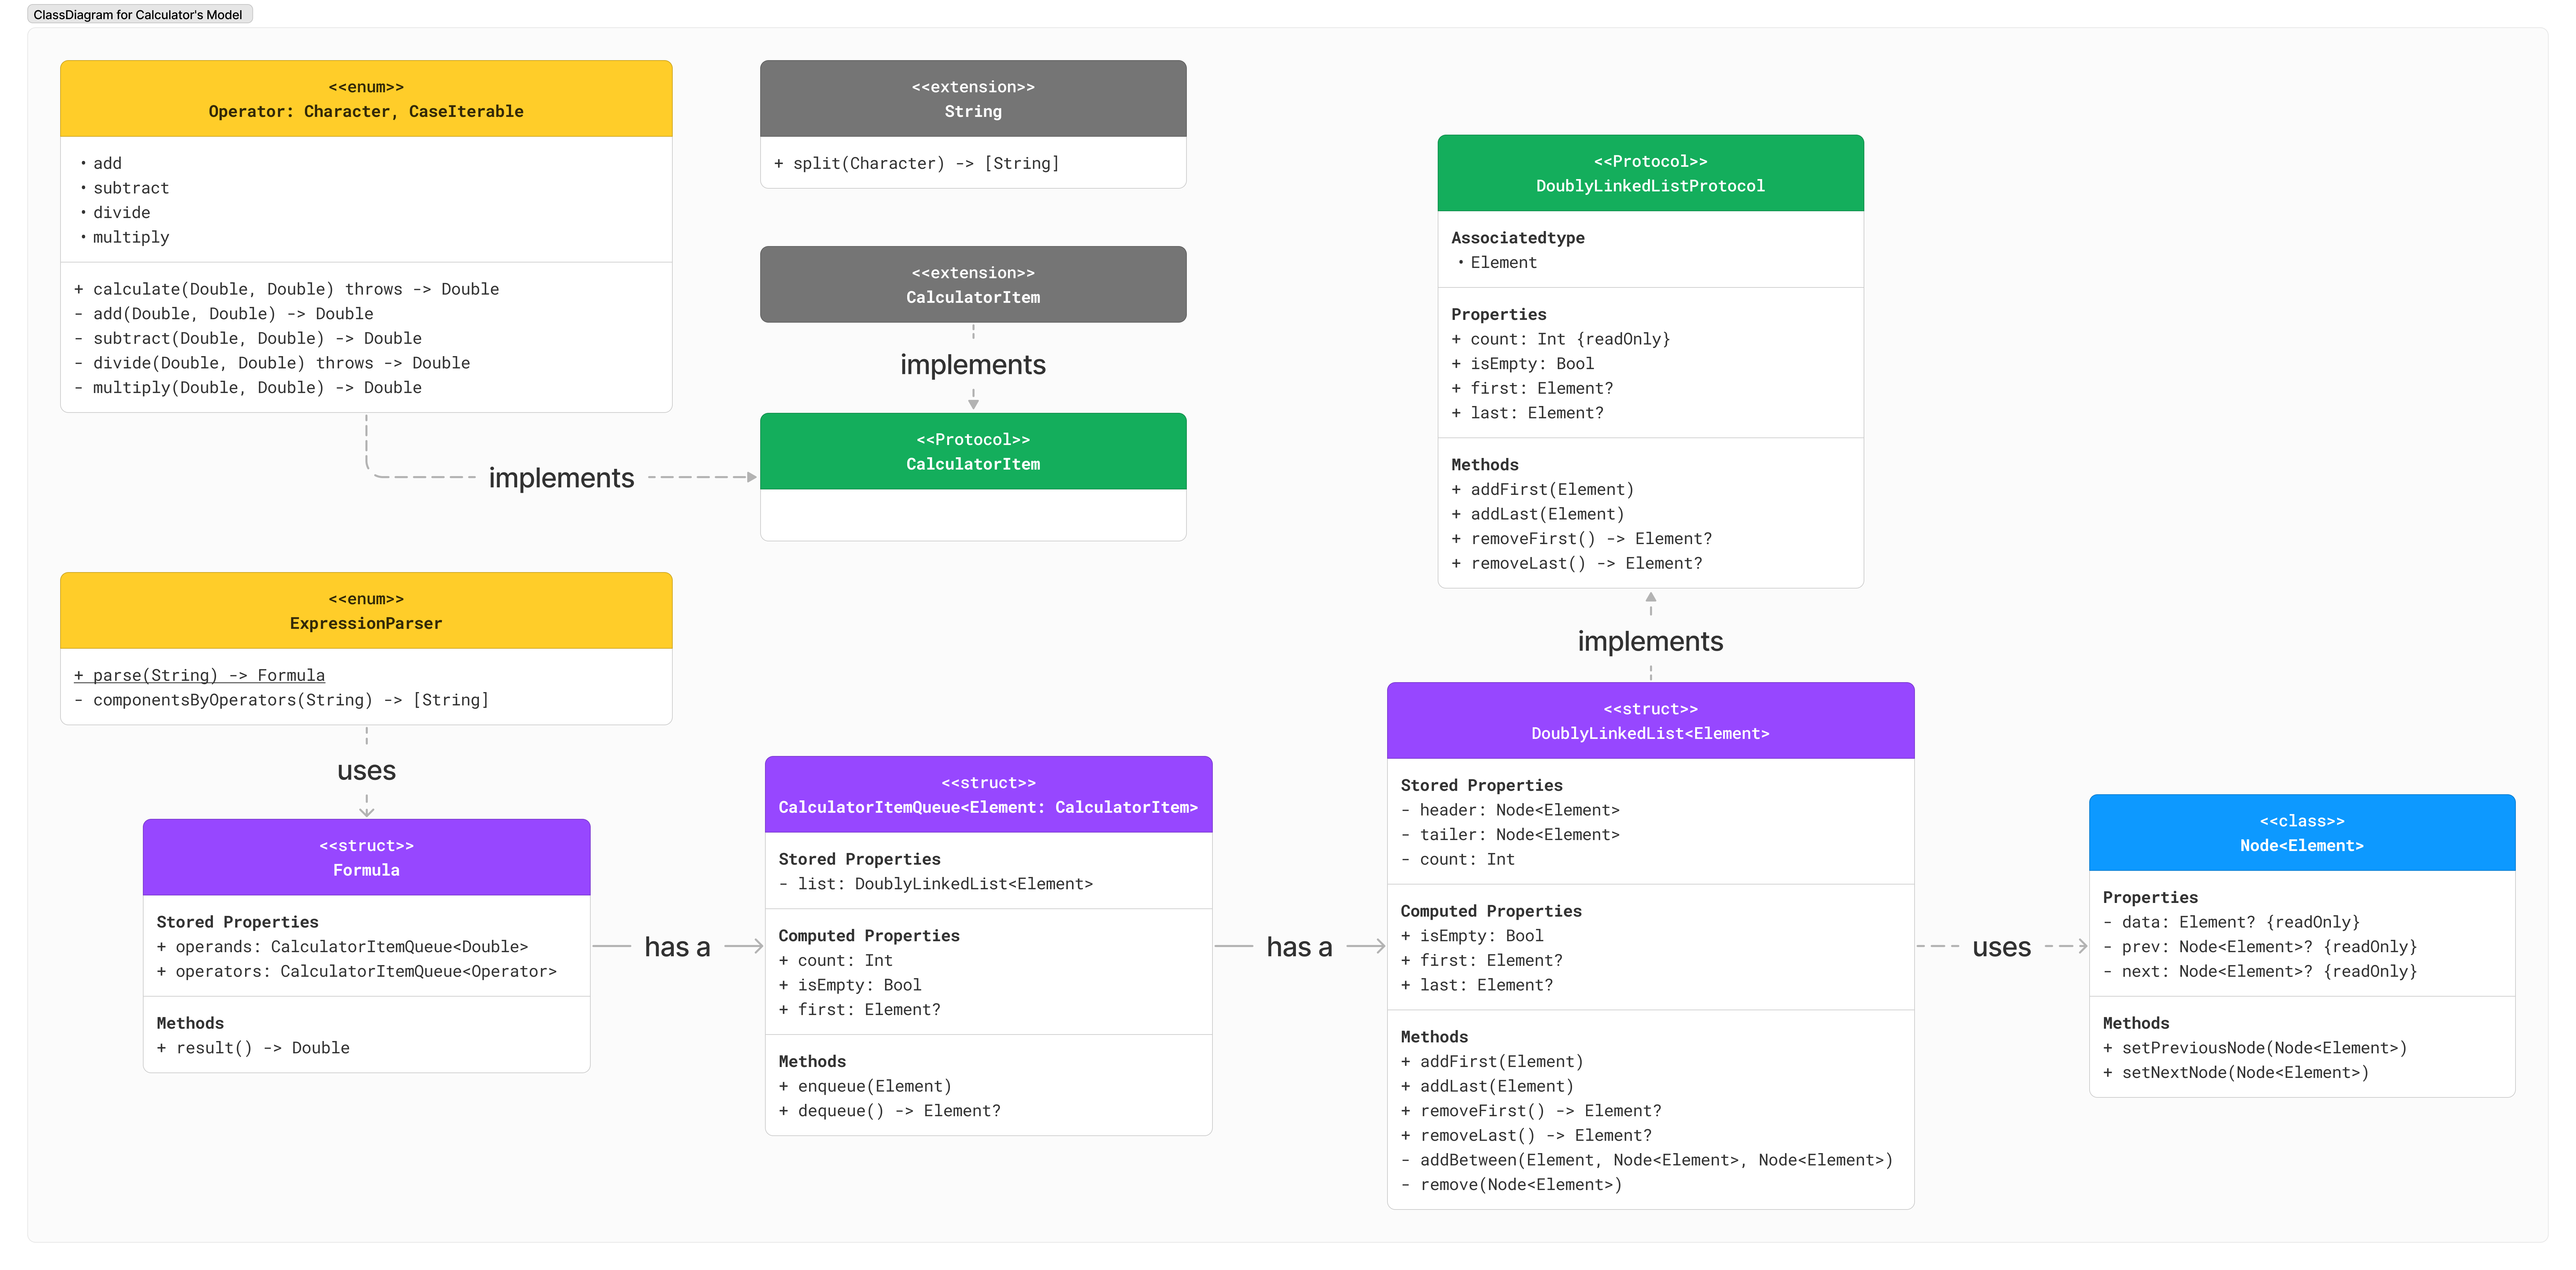 ClassDiagram for Calculator's Model
<<enum>>
Operator: Character, CaseIterable
・add
・subtract
・divide
・multiply
+ calculate(Double, Double) throws -> Double
- add(Double, Double) -> Double
- subtract(Double, Double) -> Double
- divide(Double, Double) throws -> Double
- multiply(Double, Double) -> Double
implements
<<extension>>
String
+ split(Character) -> [String]
<<extension>>
CalculatorItem
implements
<<Protocol>>
CalculatorItem
<<enum>>
ExpressionParser
+ parse(String) -> Formula
- componentsByOperators(String) -> [String]
uses
<<struct>>
Formula
Stored Properties
+ operands: CalculatorItemQueue<Double>
+ operators: CalculatorItemQueue<Operator>
Methods
+ result() -> Double
has a
<<struct>>
CalculatorItemQueue<Element: CalculatorItem>
Stored Properties
- list: DoublyLinkedList<Element>
Computed Properties
+ count: Int
+ isEmpty: Bool
+ first: Element?
Methods
+ enqueue(Element)
+ dequeue() -> Element?
has a
<<Protocol>>
DoublyLinkedListProtocol
Associatedtype
・Element
Properties
+ count: Int {readOnly}
+ isEmpty: Bool
+ first: Element?
+ last: Element?
Methods
+ addFirst(Element)
+ addLast(Element)
+ removeFirst() -> Element?
+ removeLast() -> Element?
implements
<<struct>>
DoublyLinkedList<Element>
Stored Properties
- header: Node<Element>
- tailer: Node<Element>
- count: Int
Computed Properties
+ isEmpty: Bool
+ first: Element?
+ last: Element?
Methods
+ addFirst(Element)
+ addLast(Element)
+ removeFirst() -> Element?
+ removeLast() -> Element?
- addBetween(Element, Node<Element>, Node<Element>)
- remove(Node<Element>)
uses
<<class>>
Node<Element>
Properties
- data: Element? {readOnly}
- prev: Node<Element>? {readOnly}
- next: Node<Element>? {readOnly}
Methods
+ setPreviousNode(Node<Element>)
+ setNextNode(Node<Element>)